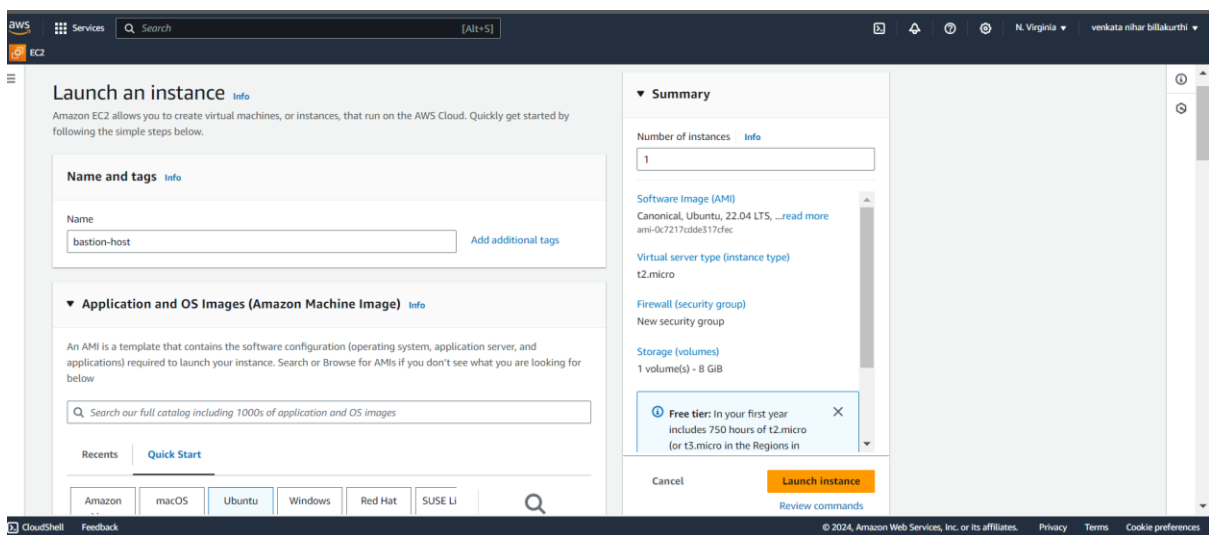 aws
Services
Search
[Alt+S]
N. Virginia
venkata nihar billakurthi
EC2
Launch an instance Info
Amazon EC2 allows you to create virtual machines, or instances, that run on the AWS Cloud. Quickly get started by
following the simple steps below.
Name and tags Info
Name
bastion-host
Add additional tags
Application and OS Images (Amazon Machine Image) Info
An AMI is a template that contains the software configuration (operating system, application server, and
applications) required to launch your instance. Search or Browse for AMIs if you don't see what you are looking for
below
Search our full catalog including 1000s of application and OS images
Recents
Quick Start
Amazon
macOS
Ubuntu
Windows
Red Hat
SUSE Li
Summary
Number of instances Info
1
Software Image (AMI)
Canonical, Ubuntu, 22.04 LTS, ...read more
ami-0c7217cdde317cfec
Virtual server type (instance type)
t2.micro
Firewall (security group)
New security group
Storage (volumes)
1 volume(s) - 8 GiB
Free tier: In your first year
includes 750 hours of t2.micro
(or t3.micro in the Regions in
Cancel
Launch instance
Review commands
CloudShell
Feedback
© 2024, Amazon Web Services, Inc. or its affiliates.
Privacy
Terms
Cookie preferences